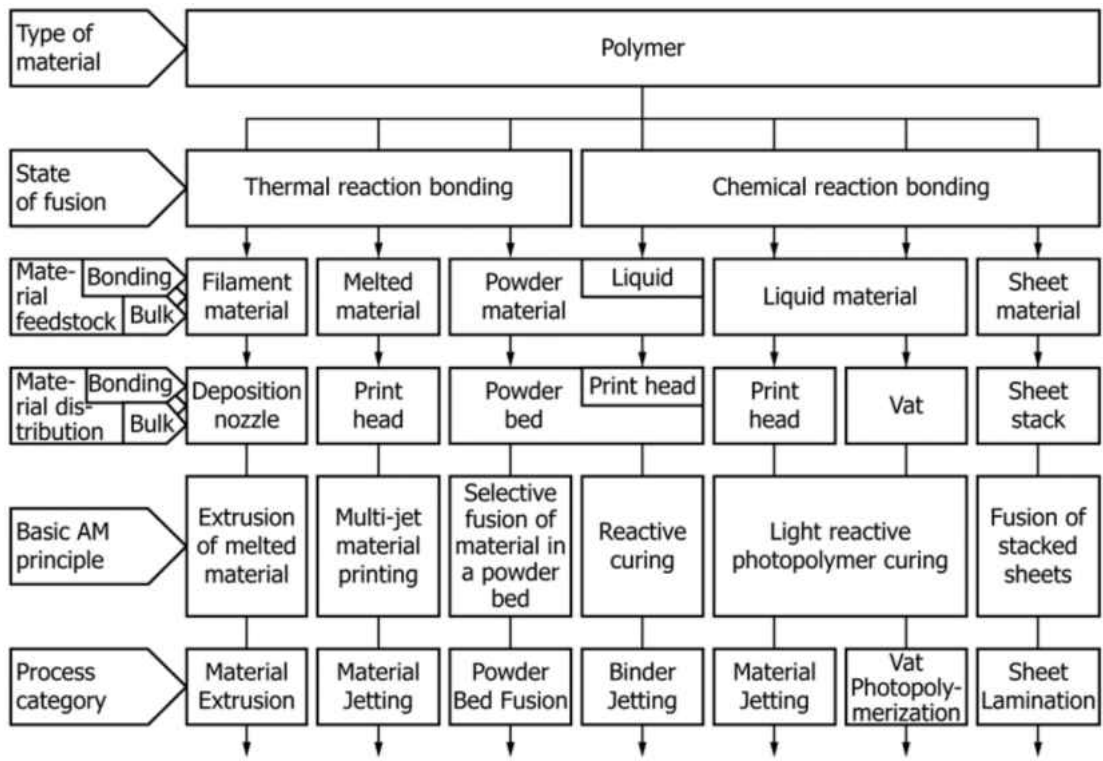 Type of
material
Polymer
State
of fusion
Thermal reaction bonding
Chemical reaction bonding
Mate-
rial
feedstock
Bonding
Bulk
Filament
material
Melted
material
Powder
material
Liquid
Liquid material
Sheet
material
Mate-
rial dis-
tribution
Bonding
Bulk
Deposition
nozzle
Print
head
Powder
bed
Print head
Print
head
Vat
Sheet
stack
Basic AM
principle
Extrusion
of melted
material
Multi-jet
material
printing
Selective
fusion of
material in
a powder
bed
Reactive
curing
Light reactive
photopolymer curing
Fusion of
stacked
sheets
Process
category
Material
Extrusion
Material
Jetting
Powder
Bed Fusion
Binder
Jetting
Material
Jetting
Vat
Photopoly-
merization
Sheet
Lamination